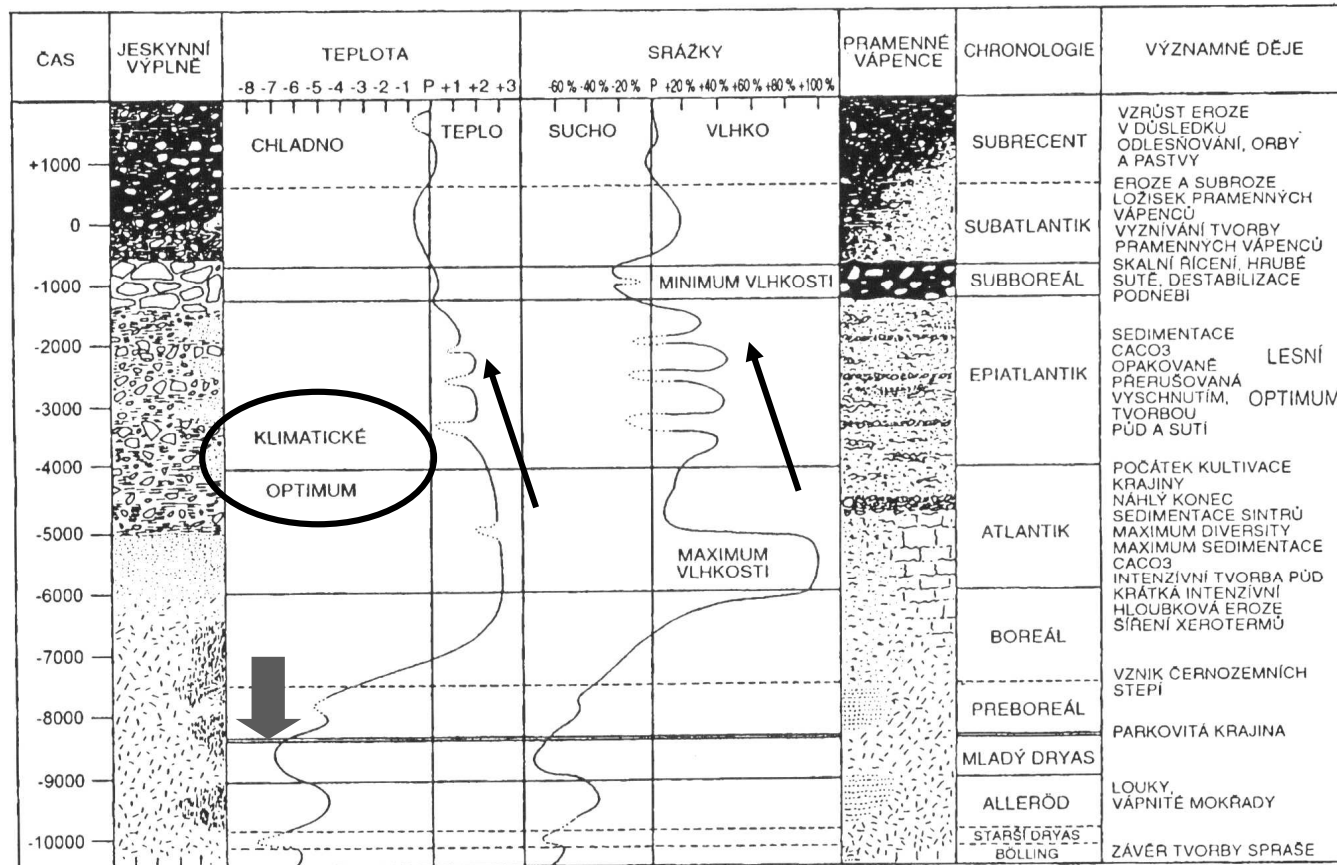 ČAS
JESKYNNÍ
VÝPLNĚ
TEPLOTA
-8 -7 -6 -5 -4 -3 -2 -1 P +1 +2 +3
SRÁŽKY
-60 % -40 % -20 % P +20 % +40 % +60 % +80 % +100 %
PRAMENNÉ
VÁPENCE
CHRONOLOGIE
VÝZNAMNÉ DĚJE
CHLADNO
TEPLO
SUCHO
VLHKO
+1000
0
-1000
-2000
-3000
-4000
-5000
-6000
-7000
-8000
-9000
-10000
KLIMATICKÉ
OPTIMUM
MINIMUM VLHKOSTI
MAXIMUM
VLHKOSTI
SUBRECENT
SUBATLANTIK
SUBBOREÁL
EPIATLANTIK
ATLANTIK
BOREÁL
PREBOREÁL
MLADÝ DRYAS
ALLERÖD
STARŠÍ DRYAS
BÖLLING
VZRŮST EROZE
V DŮSLEDKU
ODLESŇOVÁNÍ, ORBY
A PASTVY
EROZE A SUBROZE
LOŽISEK PRAMENNÝCH
VÁPENCŮ
VYZNÍVÁNÍ TVORBY
PRAMENNÝCH VÁPENCŮ
SKALNÍ ŘÍCENÍ, HRUBÉ
SUTĚ, DESTABILIZACE
PODNEBÍ
SEDIMENTACE
CACO3
OPAKOVANĚ
PŘERUŠOVANÁ
VYSCHNUTÍM,
TVORBOU
PŮD A SUTÍ
LESNÍ
OPTIMUM
POČÁTEK KULTIVACE
KRAJINY
NÁHLÝ KONEC
SEDIMENTACE SINTRŮ
MAXIMUM DIVERSITY
MAXIMUM SEDIMENTACE
CACO3
INTENZÍVNÍ TVORBA PŮD
KRÁTKÁ INTENZÍVNÍ
HLOUBKOVÁ EROZE
ŠÍŘENÍ XEROTERMŮ
VZNIK ČERNOZEMNÍCH
STEPÍ
PARKOVITÁ KRAJINA
LOUKY,
VÁPNITÉ MOKŘADY
ZÁVĚR TVORBY SPRAŠE